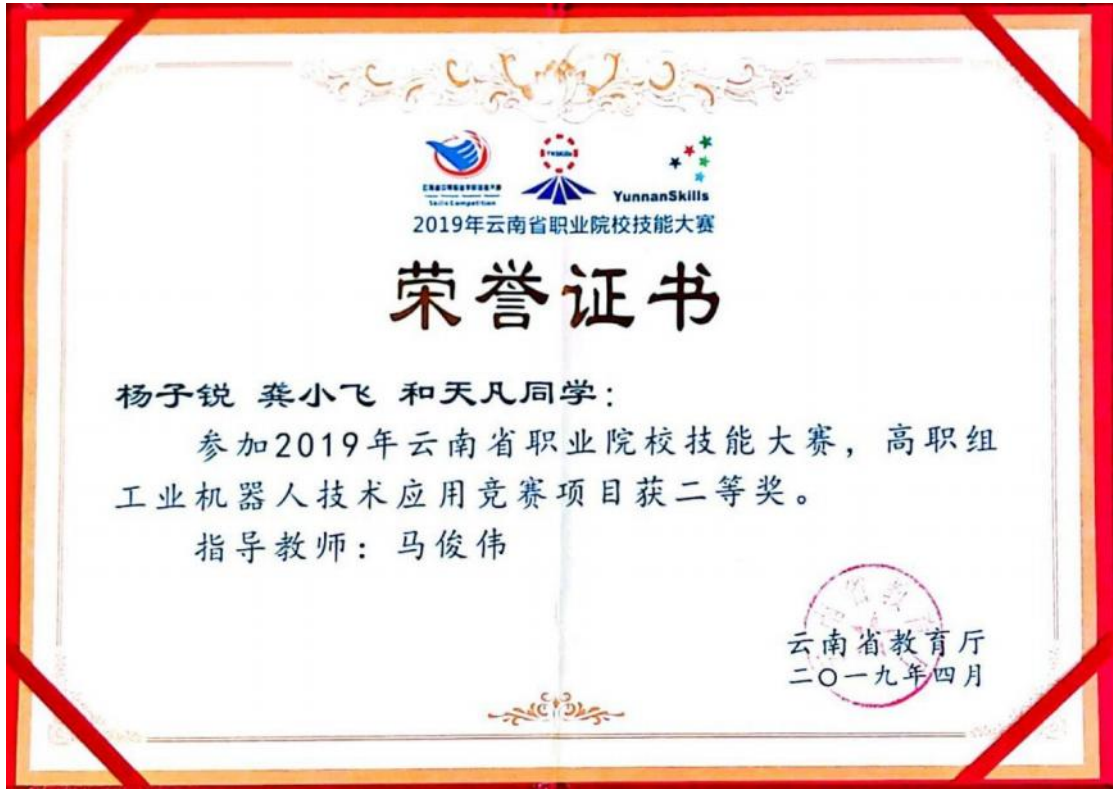 YNSkills
Skills Competition
YunnanSkills
2019年云南省职业院校技能大赛
荣誉证书
杨子锐 龚小飞 和天凡同学：
参加2019年云南省职业院校技能大赛，高职组
工业机器人技术应用竞赛项目获二等奖。
指导教师：马俊伟
云南省教育厅
二〇一九年四月